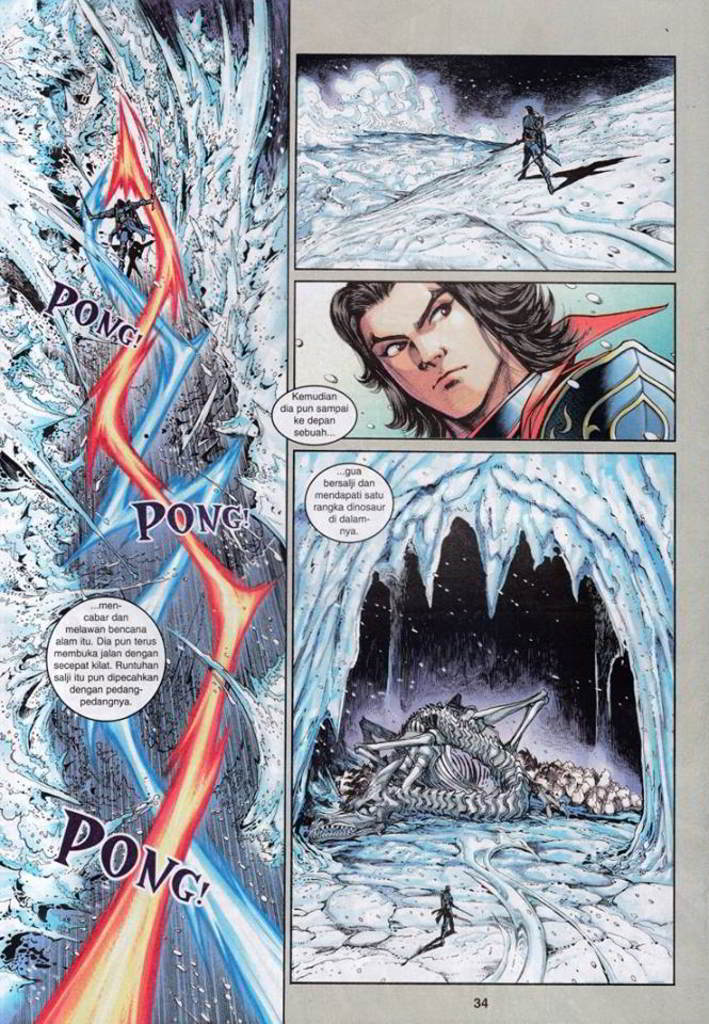 PONG!
PONG!
...men-
cabar dan
melawan bencana
alam itu. Dia pun terus
membuka jalan dengan
secepat kilat. Runtuhan
salji itu pun dipecahkan
dengan pedang-
pedangnya.
PONG!
Kemudian
dia pun sampai
ke depan
sebuah...
...gua
bersalji dan
mendapati satu
rangka dinosaur
di dalam-
nya.
34